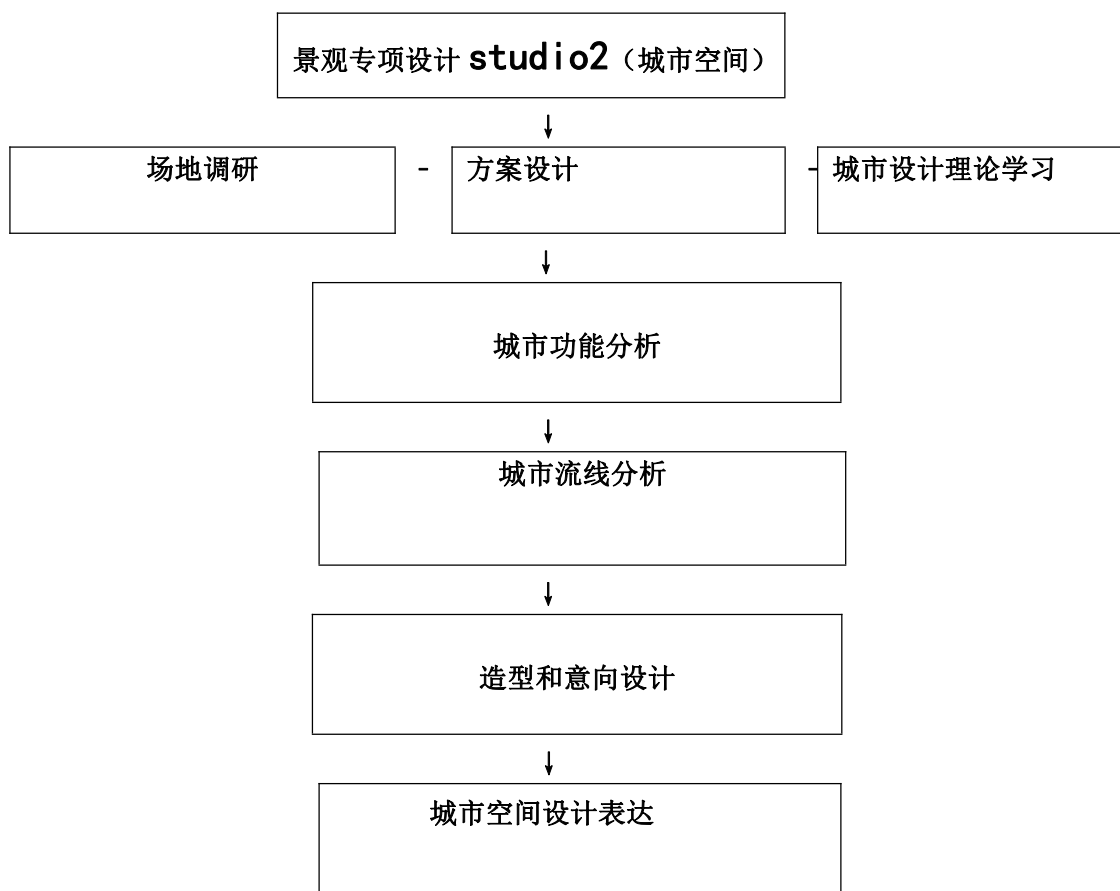 景观专项设计 studio2（城市空间）
场地调研 - 方案设计 - 城市设计理论学习
城市功能分析
城市流线分析
造型和意向设计
城市空间设计表达